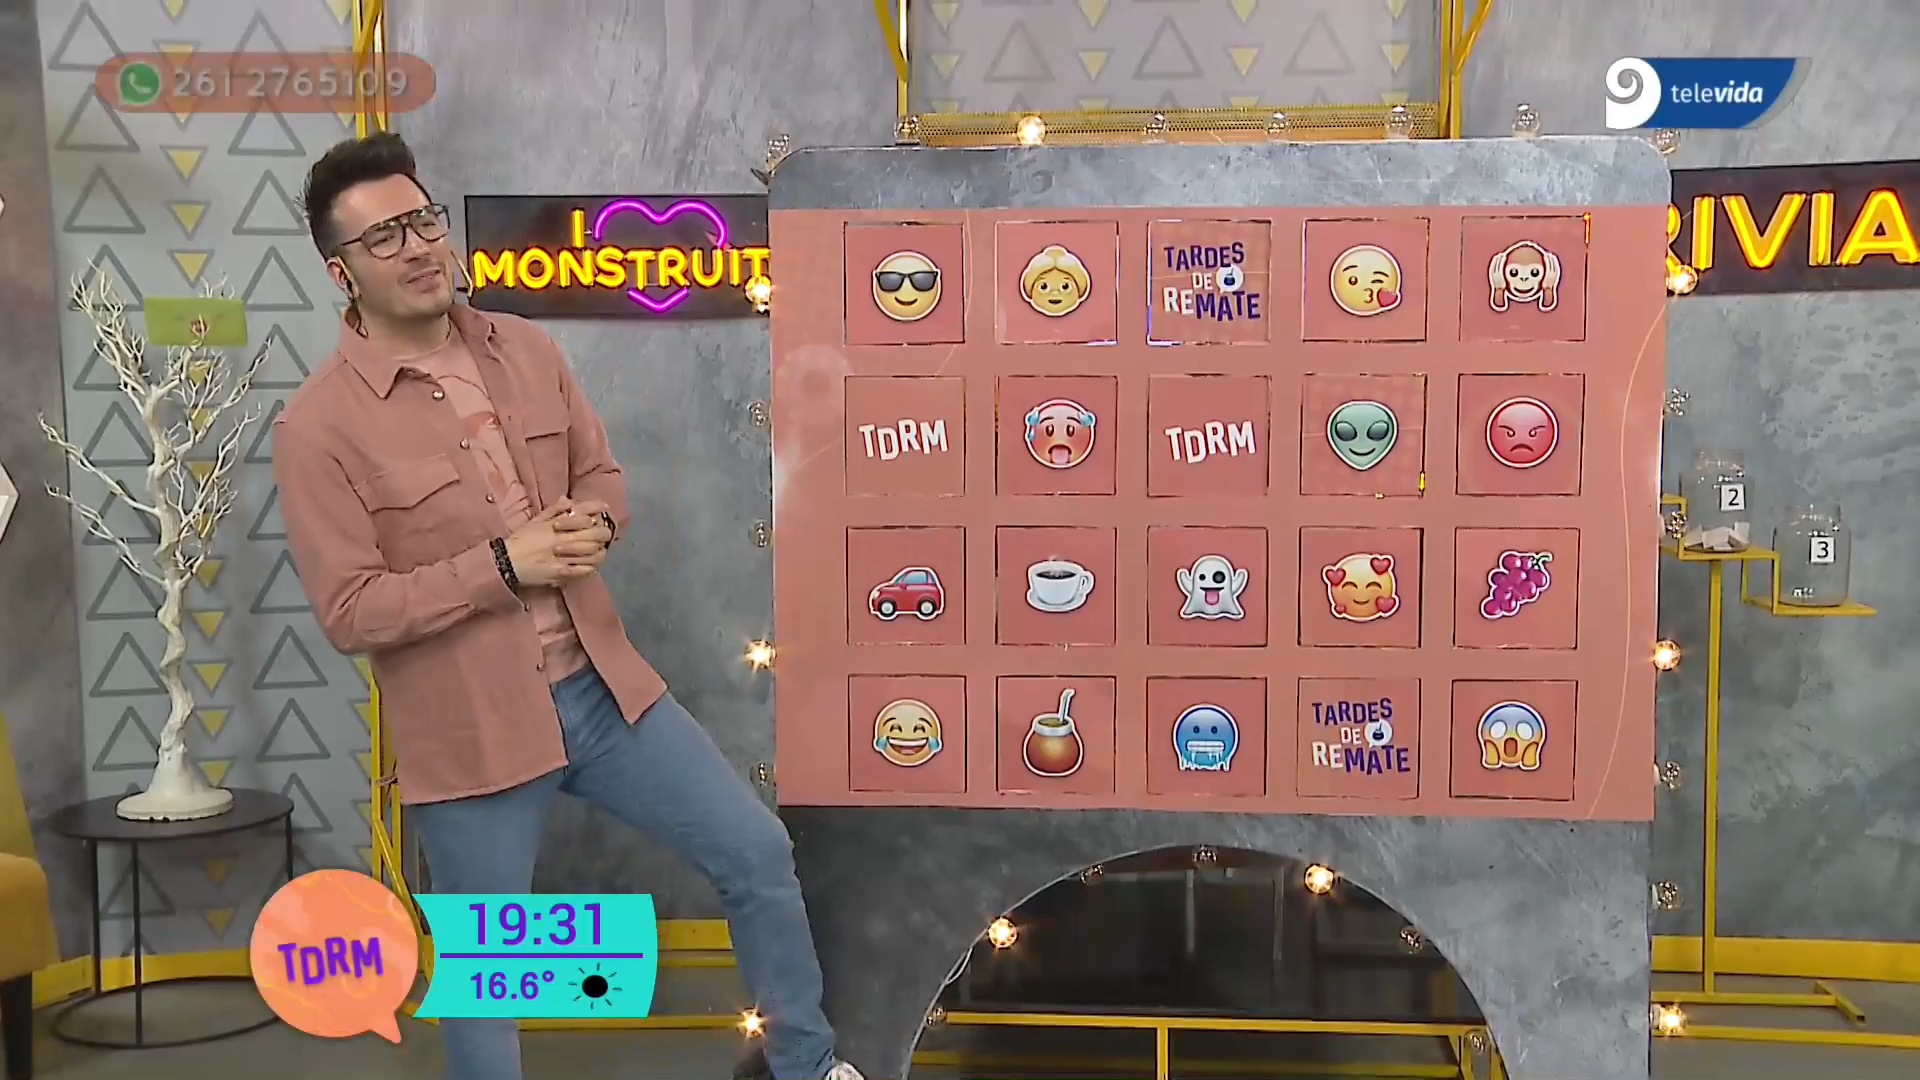 261 2765109
9 televida
I
MONSTRUIT
RIVIA
TARDES
DE
REMATE
TDRM
TDRM
2
3
TARDES
DE
REMATE
TDRM
19:31
16.6°